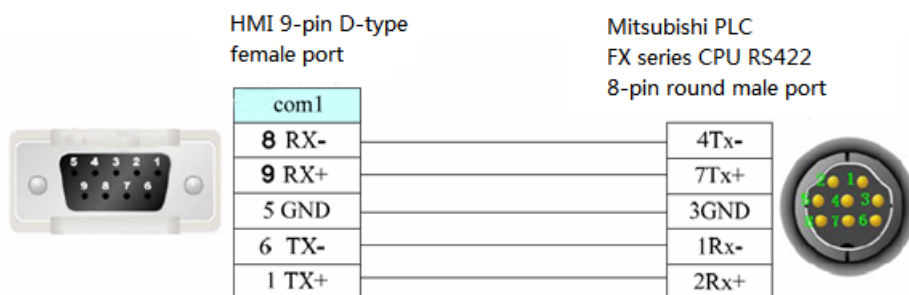 HMI 9-pin D-type
female port
Mitsubishi PLC
FX series CPU RS422
8-pin round male port
com1
8 RX-
4Tx-
9 RX+
7Tx+
5 GND
3GND
6 TX-
1Rx-
1 TX+
2Rx+
5 4 3 2 1
9 8 7 6
2 1
5 4 3
8 7 6